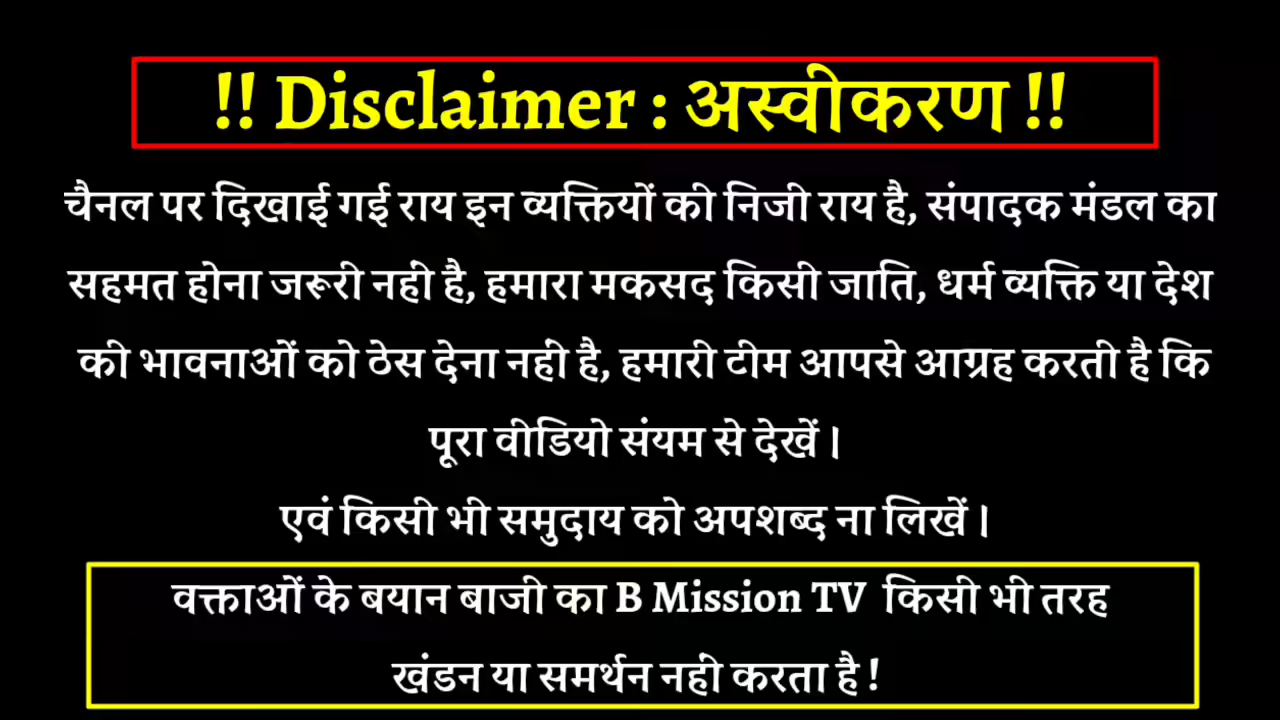 !! Disclaimer : अस्वीकरण !!
चैनल पर दिखाई गई राय इन व्यक्तियों की निजी राय है, संपादक मंडल का
सहमत होना जरूरी नहीं है, हमारा मकसद किसी जाति, धर्म व्यक्ति या देश
की भावनाओं को ठेस देना नहीं है, हमारी टीम आपसे आग्रह करती है कि
पूरा वीडियो संयम से देखें।
एवं किसी भी समुदाय को अपशब्द ना लिखें।
वक्ताओं के बयान बाजी का B Mission TV किसी भी तरह
खंडन या समर्थन नहीं करता है !